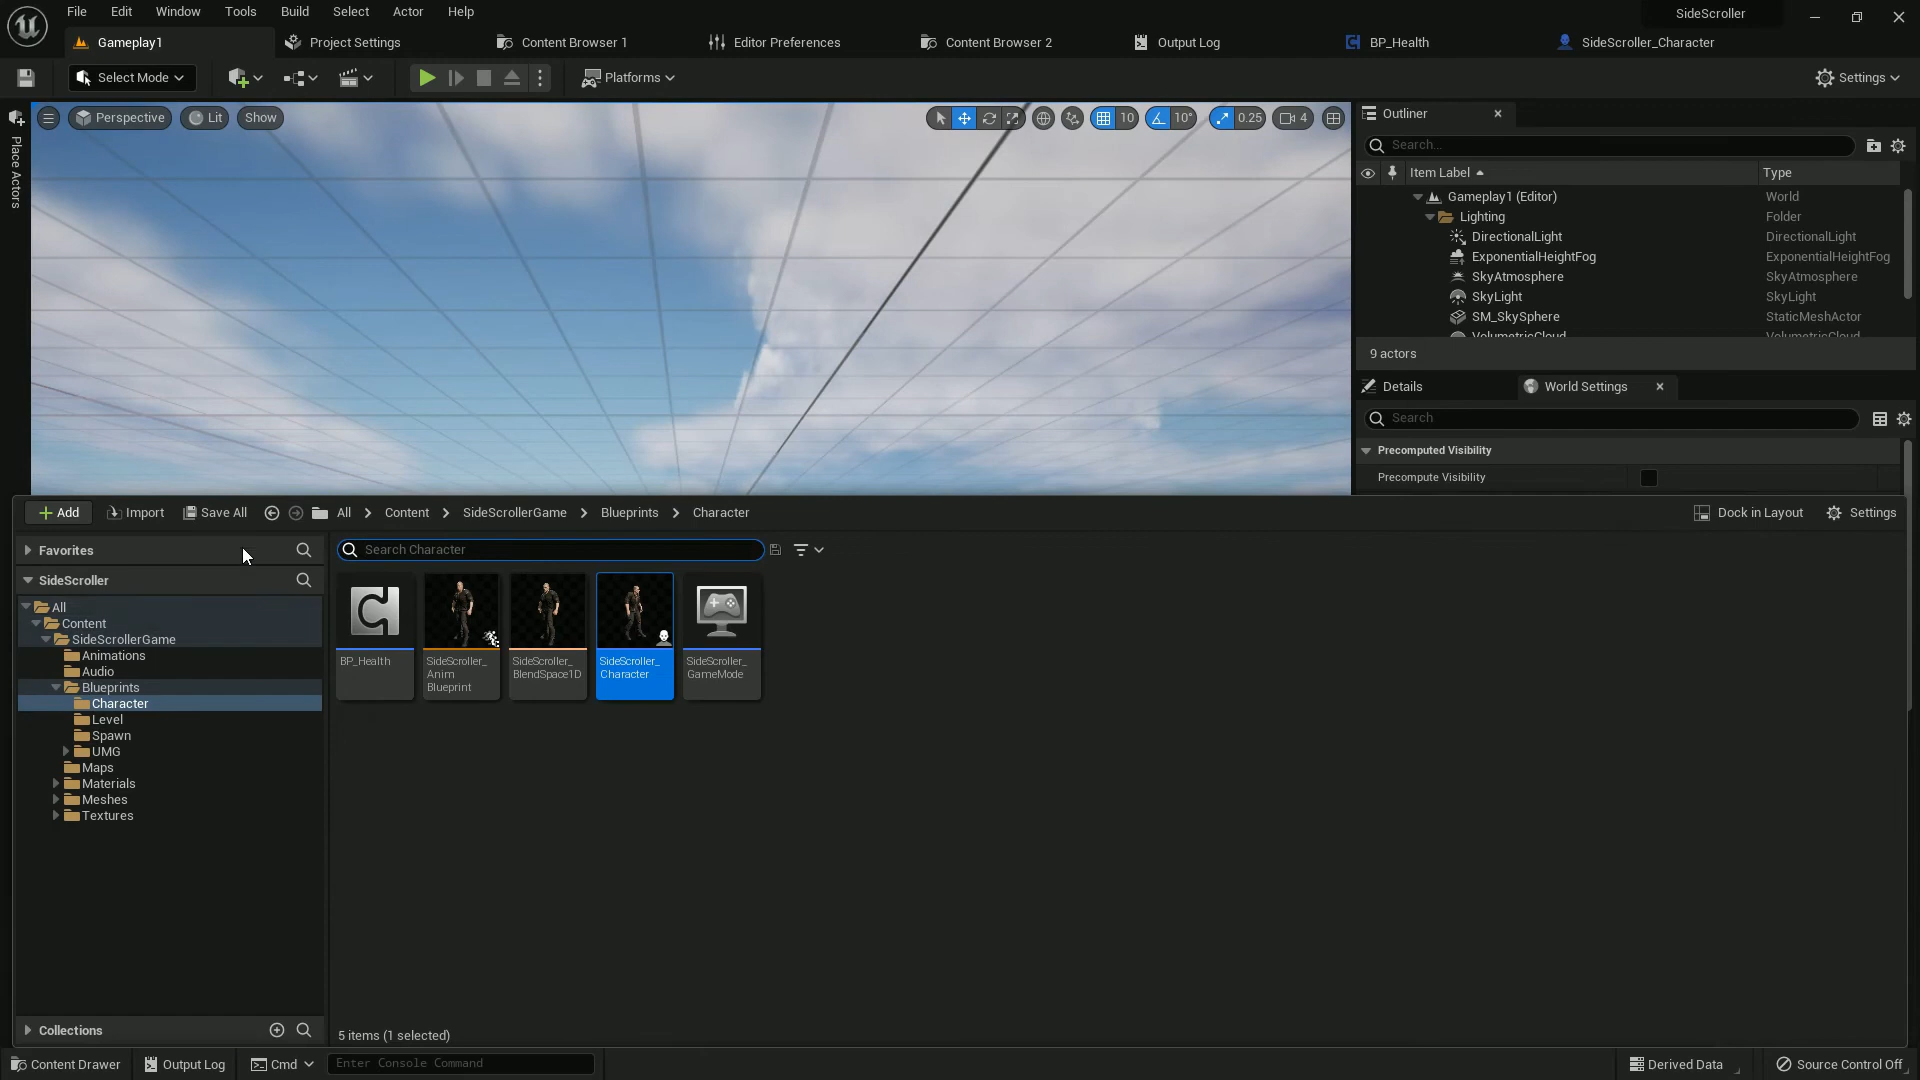 File Edit Window Tools Build Select Actor Help
SideScroller
Gameplay1
Project Settings
Content Browser 1
Editor Preferences
Content Browser 2
Output Log
BP_Health
SideScroller_Character
Select Mode
Platforms
Settings
Place Actors
Perspective
Lit
Show
10
10°
0.25
4
Outliner
Search...
Item Label
Type
Gameplay1 (Editor)
World
Lighting
Folder
DirectionalLight
DirectionalLight
ExponentialHeightFog
ExponentialHeightFog
SkyAtmosphere
SkyAtmosphere
SkyLight
SkyLight
SM_SkySphere
StaticMeshActor
VolumetricCloud
VolumetricCloud
9 actors
Details
World Settings
Search
Precomputed Visibility
Precompute Visibility
Add
Import
Save All
All
Content
SideScrollerGame
Blueprints
Character
Dock in Layout
Settings
Favorites
Search Character
SideScroller
All
Content
SideScrollerGame
Animations
Audio
Blueprints
Character
Level
Spawn
UMG
Maps
Materials
Meshes
Textures
BP_Health
SideScroller_
Anim
Blueprint
SideScroller_
BlendSpace1D
SideScroller_
Character
SideScroller_
GameMode
Collections
5 items (1 selected)
Content Drawer
Output Log
Cmd
Enter Console Command
Derived Data
Source Control Off